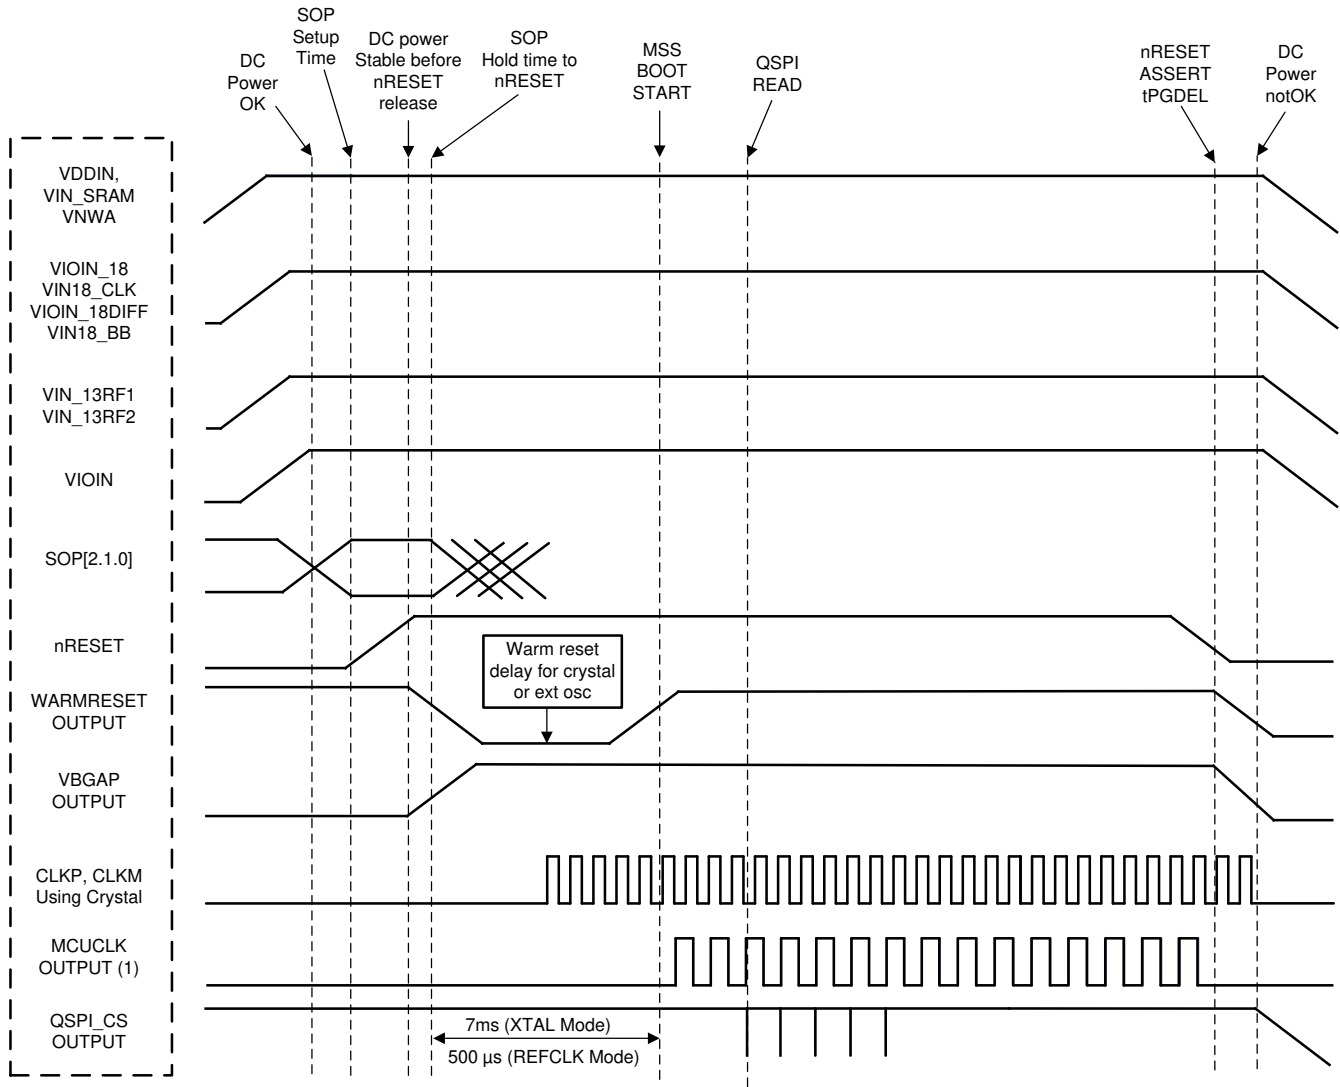 SOP
Setup
Time
DC
Power
OK
DC power
Stable before
nRESET
release
SOP
Hold time to
nRESET
MSS
BOOT
START
QSPI
READ
nRESET
ASSERT
tPGDEL
DC
Power
notOK
VDDIN,
VIN_SRAM
VNWA
VIOIN_18
VIN18_CLK
VIOIN_18DIFF
VIN18_BB
VIN_13RF1
VIN_13RF2
VIOIN
SOP[2.1.0]
nRESET
Warm reset
delay for crystal
or ext osc
WARMRESET
OUTPUT
VBGAP
OUTPUT
CLKP, CLKM
Using Crystal
MCUCLK
OUTPUT (1)
QSPI_CS
OUTPUT
7ms (XTAL Mode)
500 µs (REFCLK Mode)